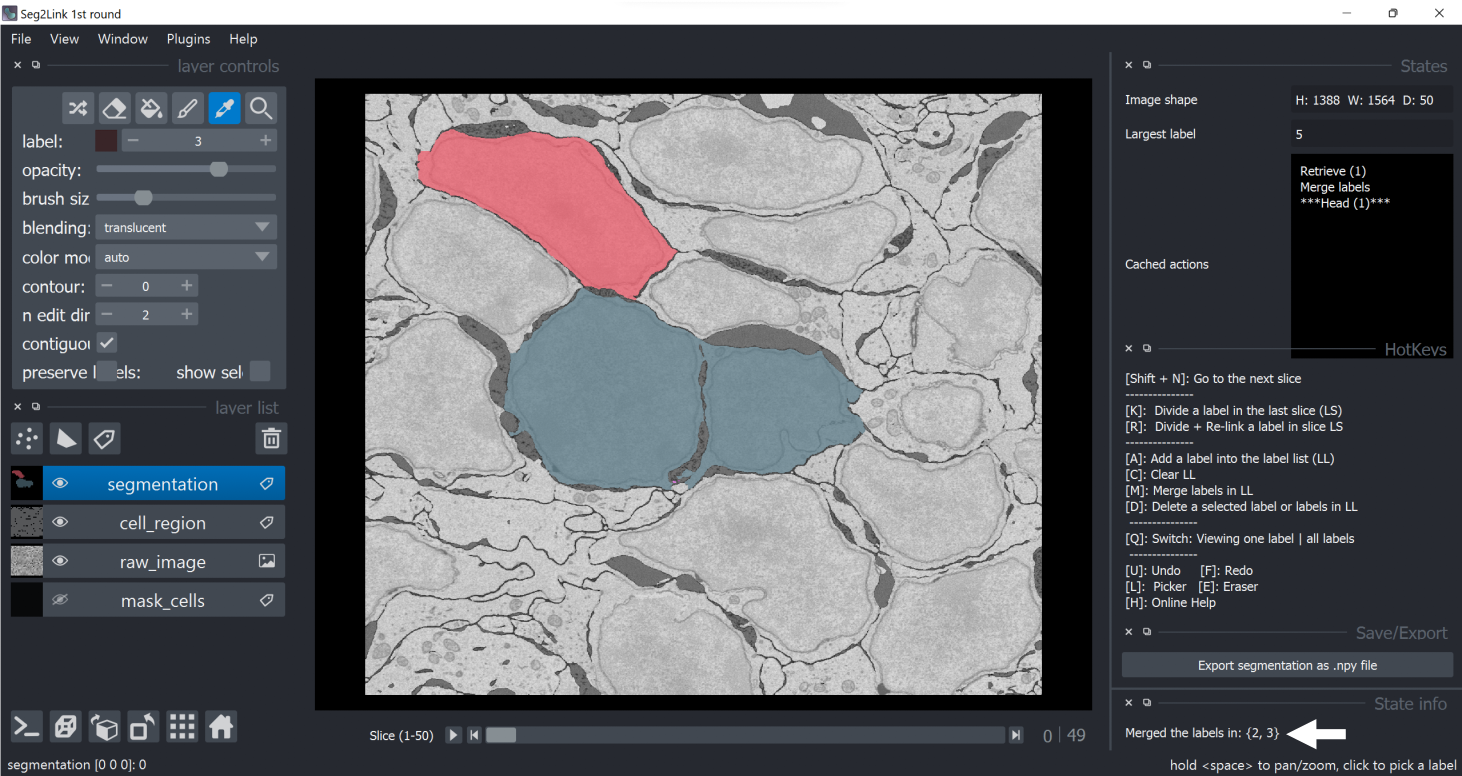 Seg2Link 1st round
File View Window Plugins Help
layer controls
label: 3
opacity:
brush siz
blending: translucent
color mo auto
contour: 0
n edit dir 2
contiguou
preserve l els: show sel
layer list
segmentation
cell_region
raw_image
mask_cells
Slice (1-50) 0 49
States
Image shape H: 1388 W: 1564 D: 50
Largest label 5
Cached actions
Retrieve (1)
Merge labels
***Head (1)***
HotKeys
[Shift + N]: Go to the next slice
---------------
[K]: Divide a label in the last slice (LS)
[R]: Divide + Re-link a label in slice LS
---------------
[A]: Add a label into the label list (LL)
[C]: Clear LL
[M]: Merge labels in LL
[D]: Delete a selected label or labels in LL
---------------
[Q]: Switch: Viewing one label | all labels
---------------
[U]: Undo [F]: Redo
[L]: Picker [E]: Eraser
[H]: Online Help
Save/Export
Export segmentation as .npy file
State info
Merged the labels in: {2, 3}
segmentation [0 0 0]: 0
hold <space> to pan/zoom, click to pick a label